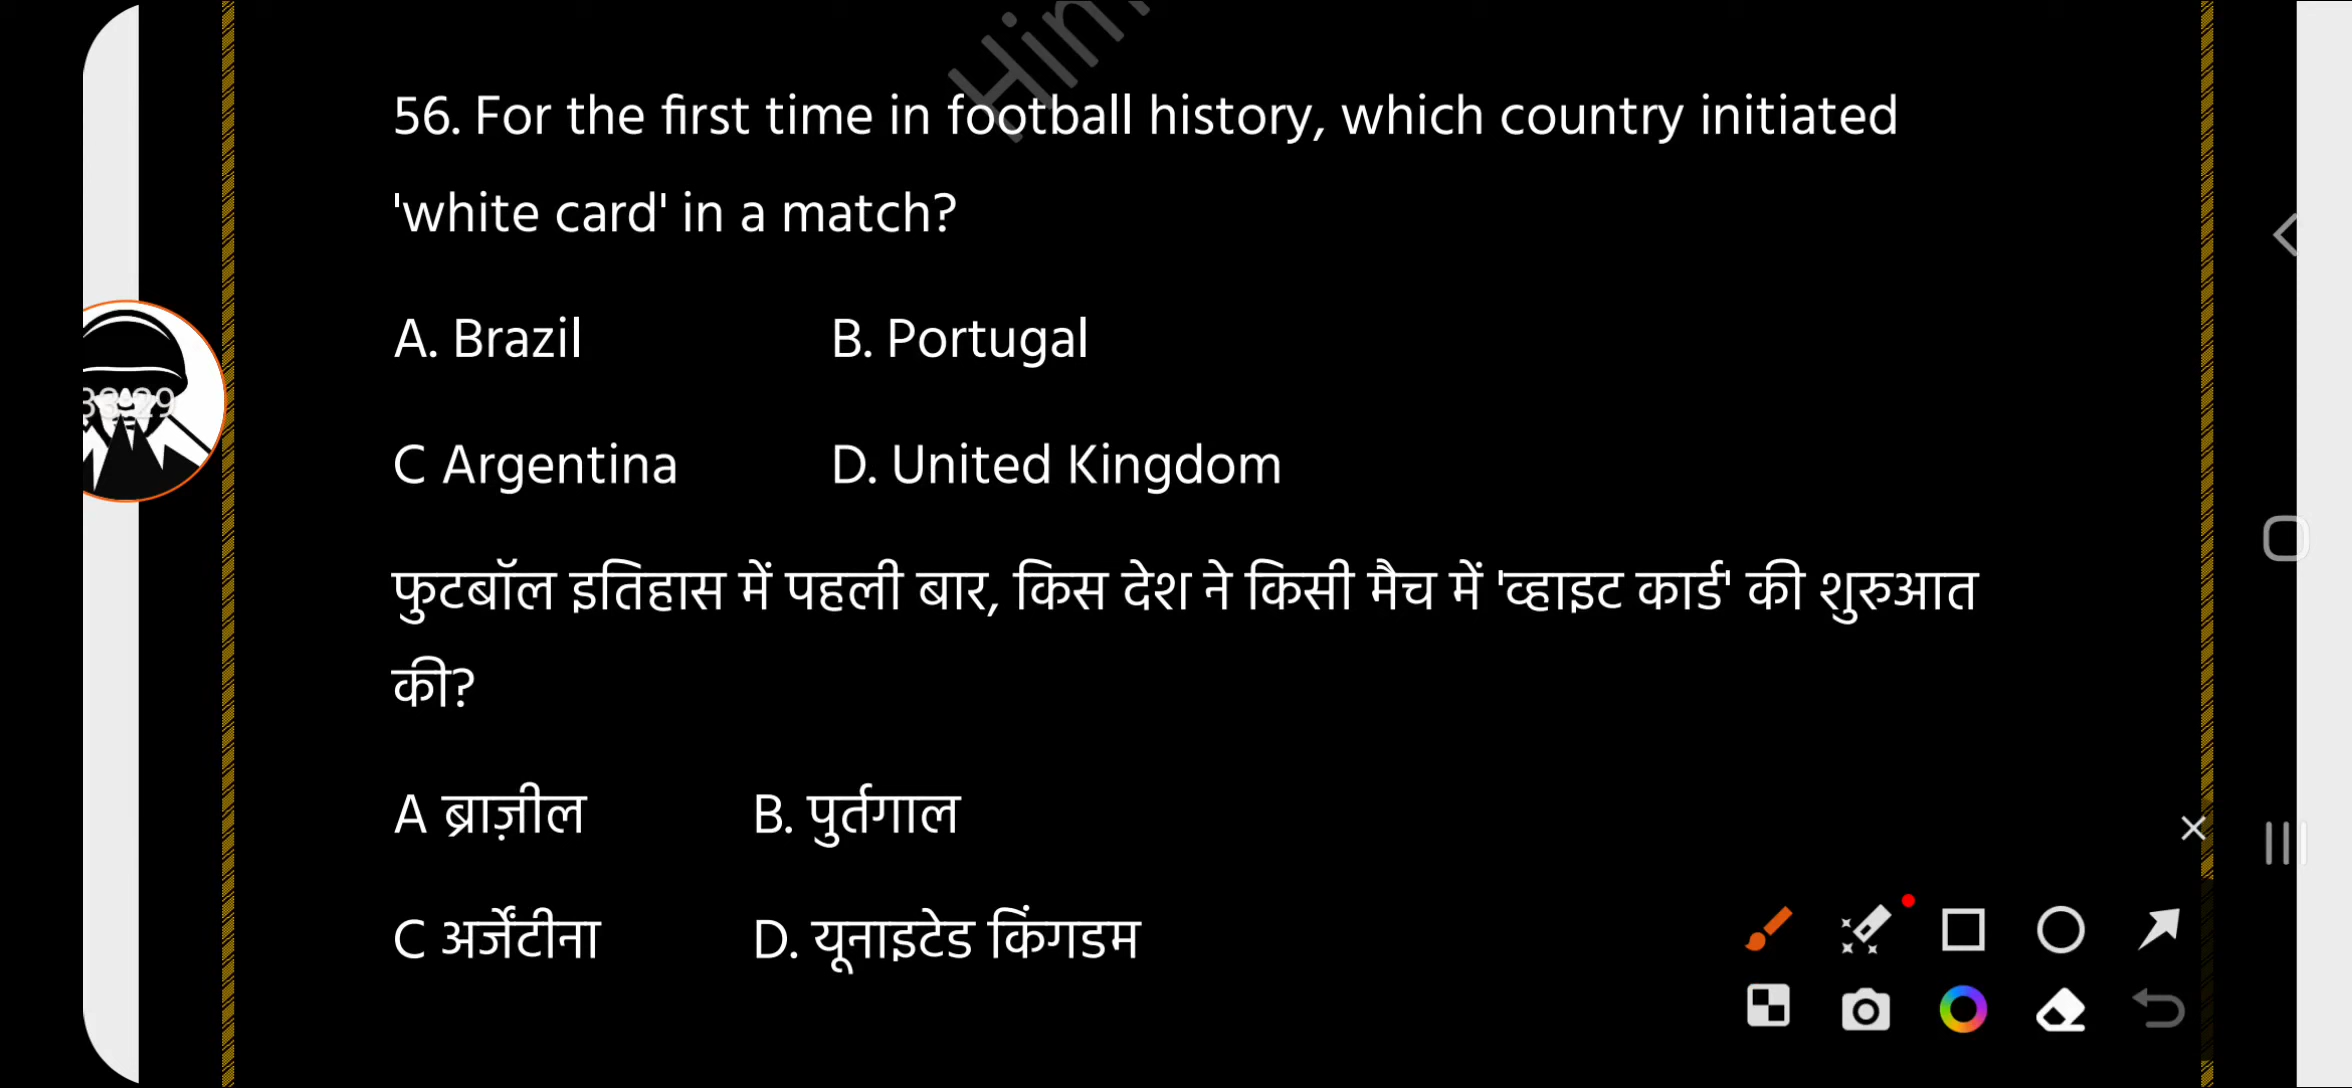 56. For the first time in football history, which country initiated
'white card' in a match?
A. Brazil B. Portugal
C Argentina D. United Kingdom
फुटबॉल इतिहास में पहली बार, किस देश ने किसी मैच में 'व्हाइट कार्ड' की शुरुआत
की?
A ब्राज़ील B. पुर्तगाल
C अर्जेंटीना D. यूनाइटेड किंगडम